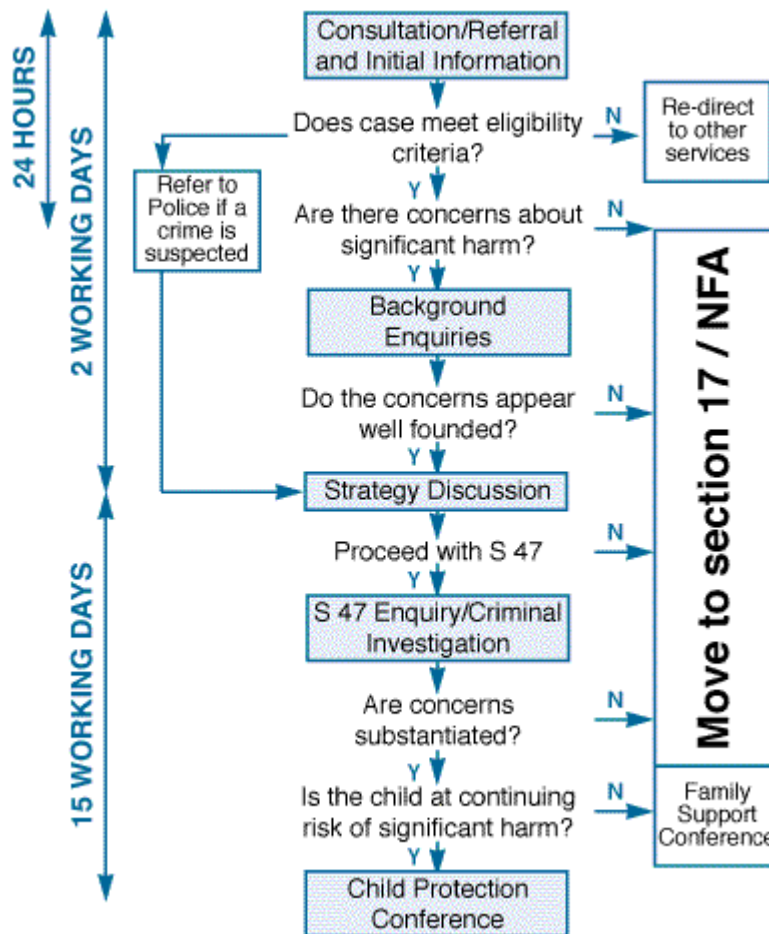 Consultation/Referral
and Initial Information
24 HOURS
2 WORKING DAYS
15 WORKING DAYS
Does case meet eligibility
criteria?
N
Re-direct
to other
services
Refer to
Police if a
crime is
suspected
Y
Are there concerns about
significant harm?
N
Move to section 17 / NFA
Y
Background
Enquiries
Do the concerns appear
well founded?
N
Y
Strategy Discussion
Proceed with S 47
N
Y
S 47 Enquiry/Criminal
Investigation
Are concerns
substantiated?
N
Y
Is the child at continuing
risk of significant harm?
N
Family
Support
Conference
Y
Child Protection
Conference